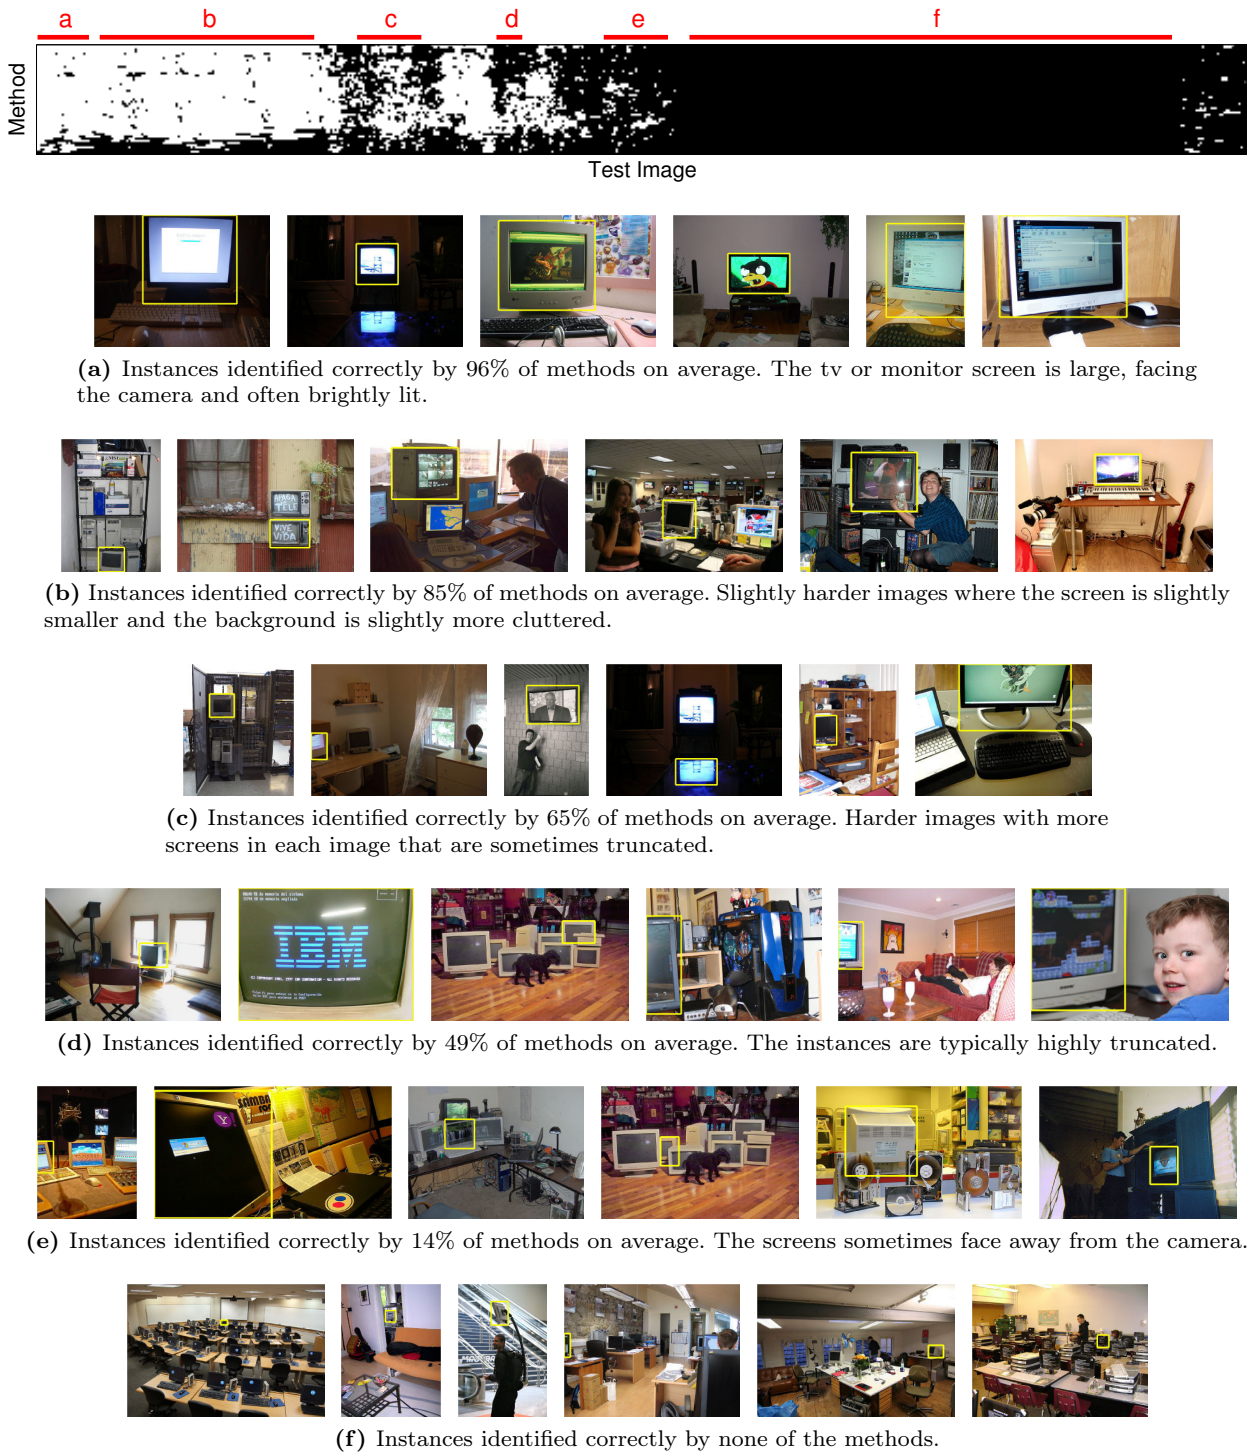 a b c d e f
Method
Test Image
APAGA
TELE
VIVE
VIDA
(a) Instances identified correctly by 96% of methods on average. The tv or monitor screen is large, facing
the camera and often brightly lit.
(b) Instances identified correctly by 85% of methods on average. Slightly harder images where the screen is slightly
smaller and the background is slightly more cluttered.
(c) Instances identified correctly by 65% of methods on average. Harder images with more
screens in each image that are sometimes truncated.
IBM
(d) Instances identified correctly by 49% of methods on average. The instances are typically highly truncated.
SAMBA
Y
(e) Instances identified correctly by 14% of methods on average. The screens sometimes face away from the camera.
(f) Instances identified correctly by none of the methods.